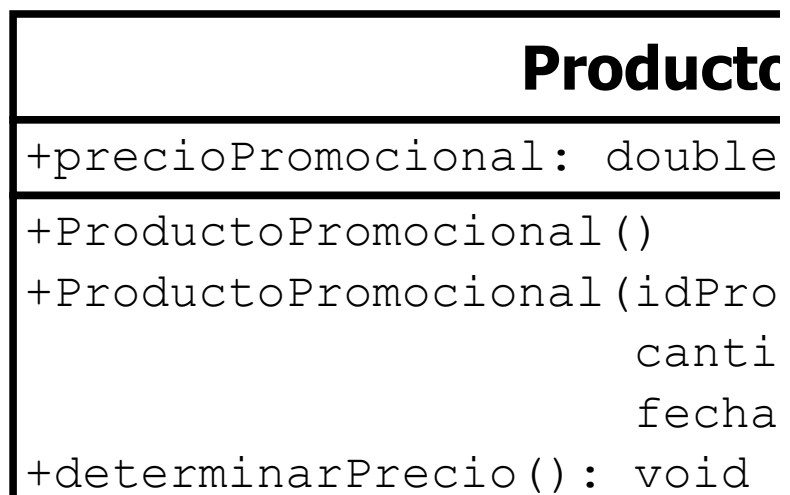 Producto
+precioPromocional: double
+ProductoPromocional()
+ProductoPromocional(idPro
canti
fecha
+determinarPrecio(): void